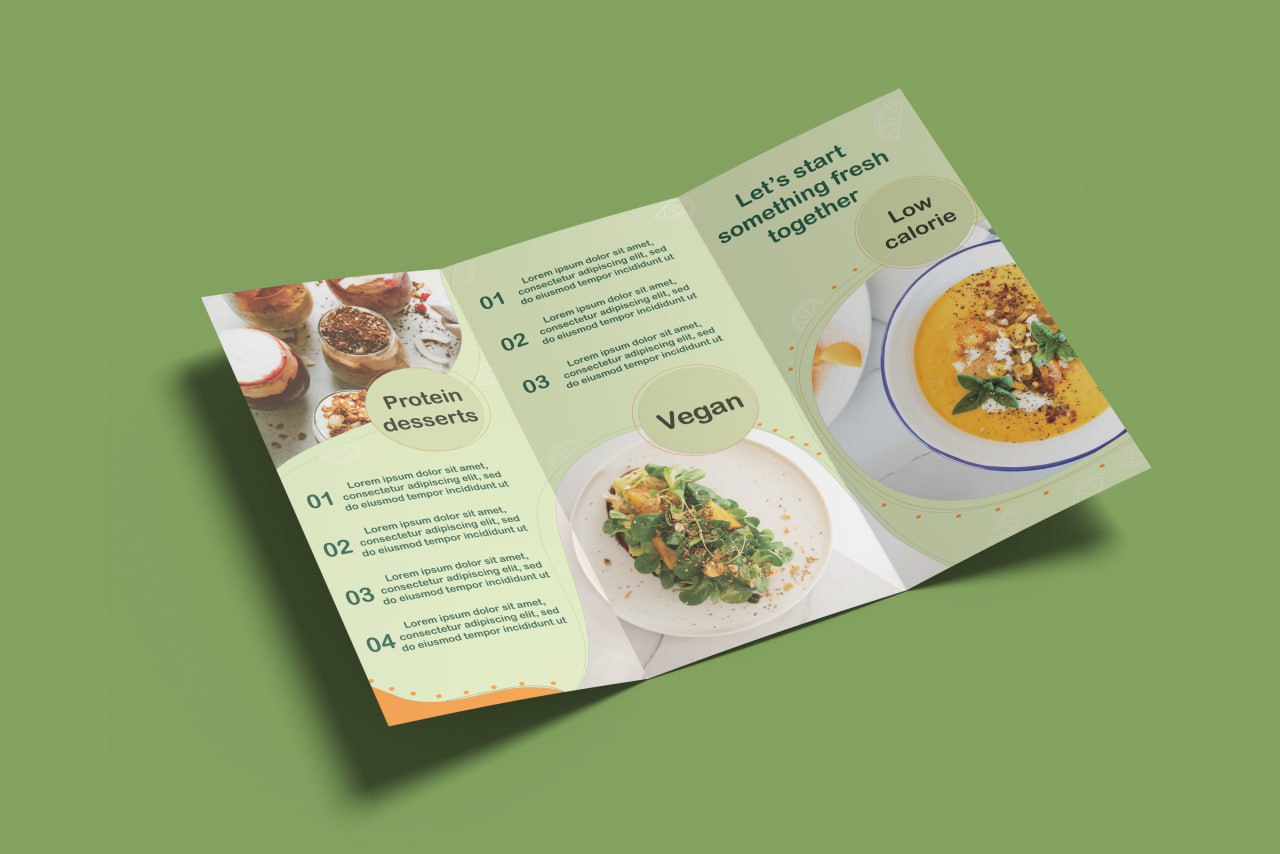 Protein
desserts
01
Lorem ipsum dolor sit amet,
consectetur adipiscing elit, sed
do eiusmod tempor incididunt ut
02
Lorem ipsum dolor sit amet,
consectetur adipiscing elit, sed
do eiusmod tempor incididunt ut
03
Lorem ipsum dolor sit amet,
consectetur adipiscing elit, sed
do eiusmod tempor incididunt ut
04
Lorem ipsum dolor sit amet,
consectetur adipiscing elit, sed
do eiusmod tempor incididunt ut
01
Lorem ipsum dolor sit amet,
consectetur adipiscing elit, sed
do eiusmod tempor incididunt ut
02
Lorem ipsum dolor sit amet,
consectetur adipiscing elit, sed
do eiusmod tempor incididunt ut
03
Lorem ipsum dolor sit amet,
consectetur adipiscing elit, sed
do eiusmod tempor incididunt ut
Vegan
Let's start
something fresh
together
Low
calorie